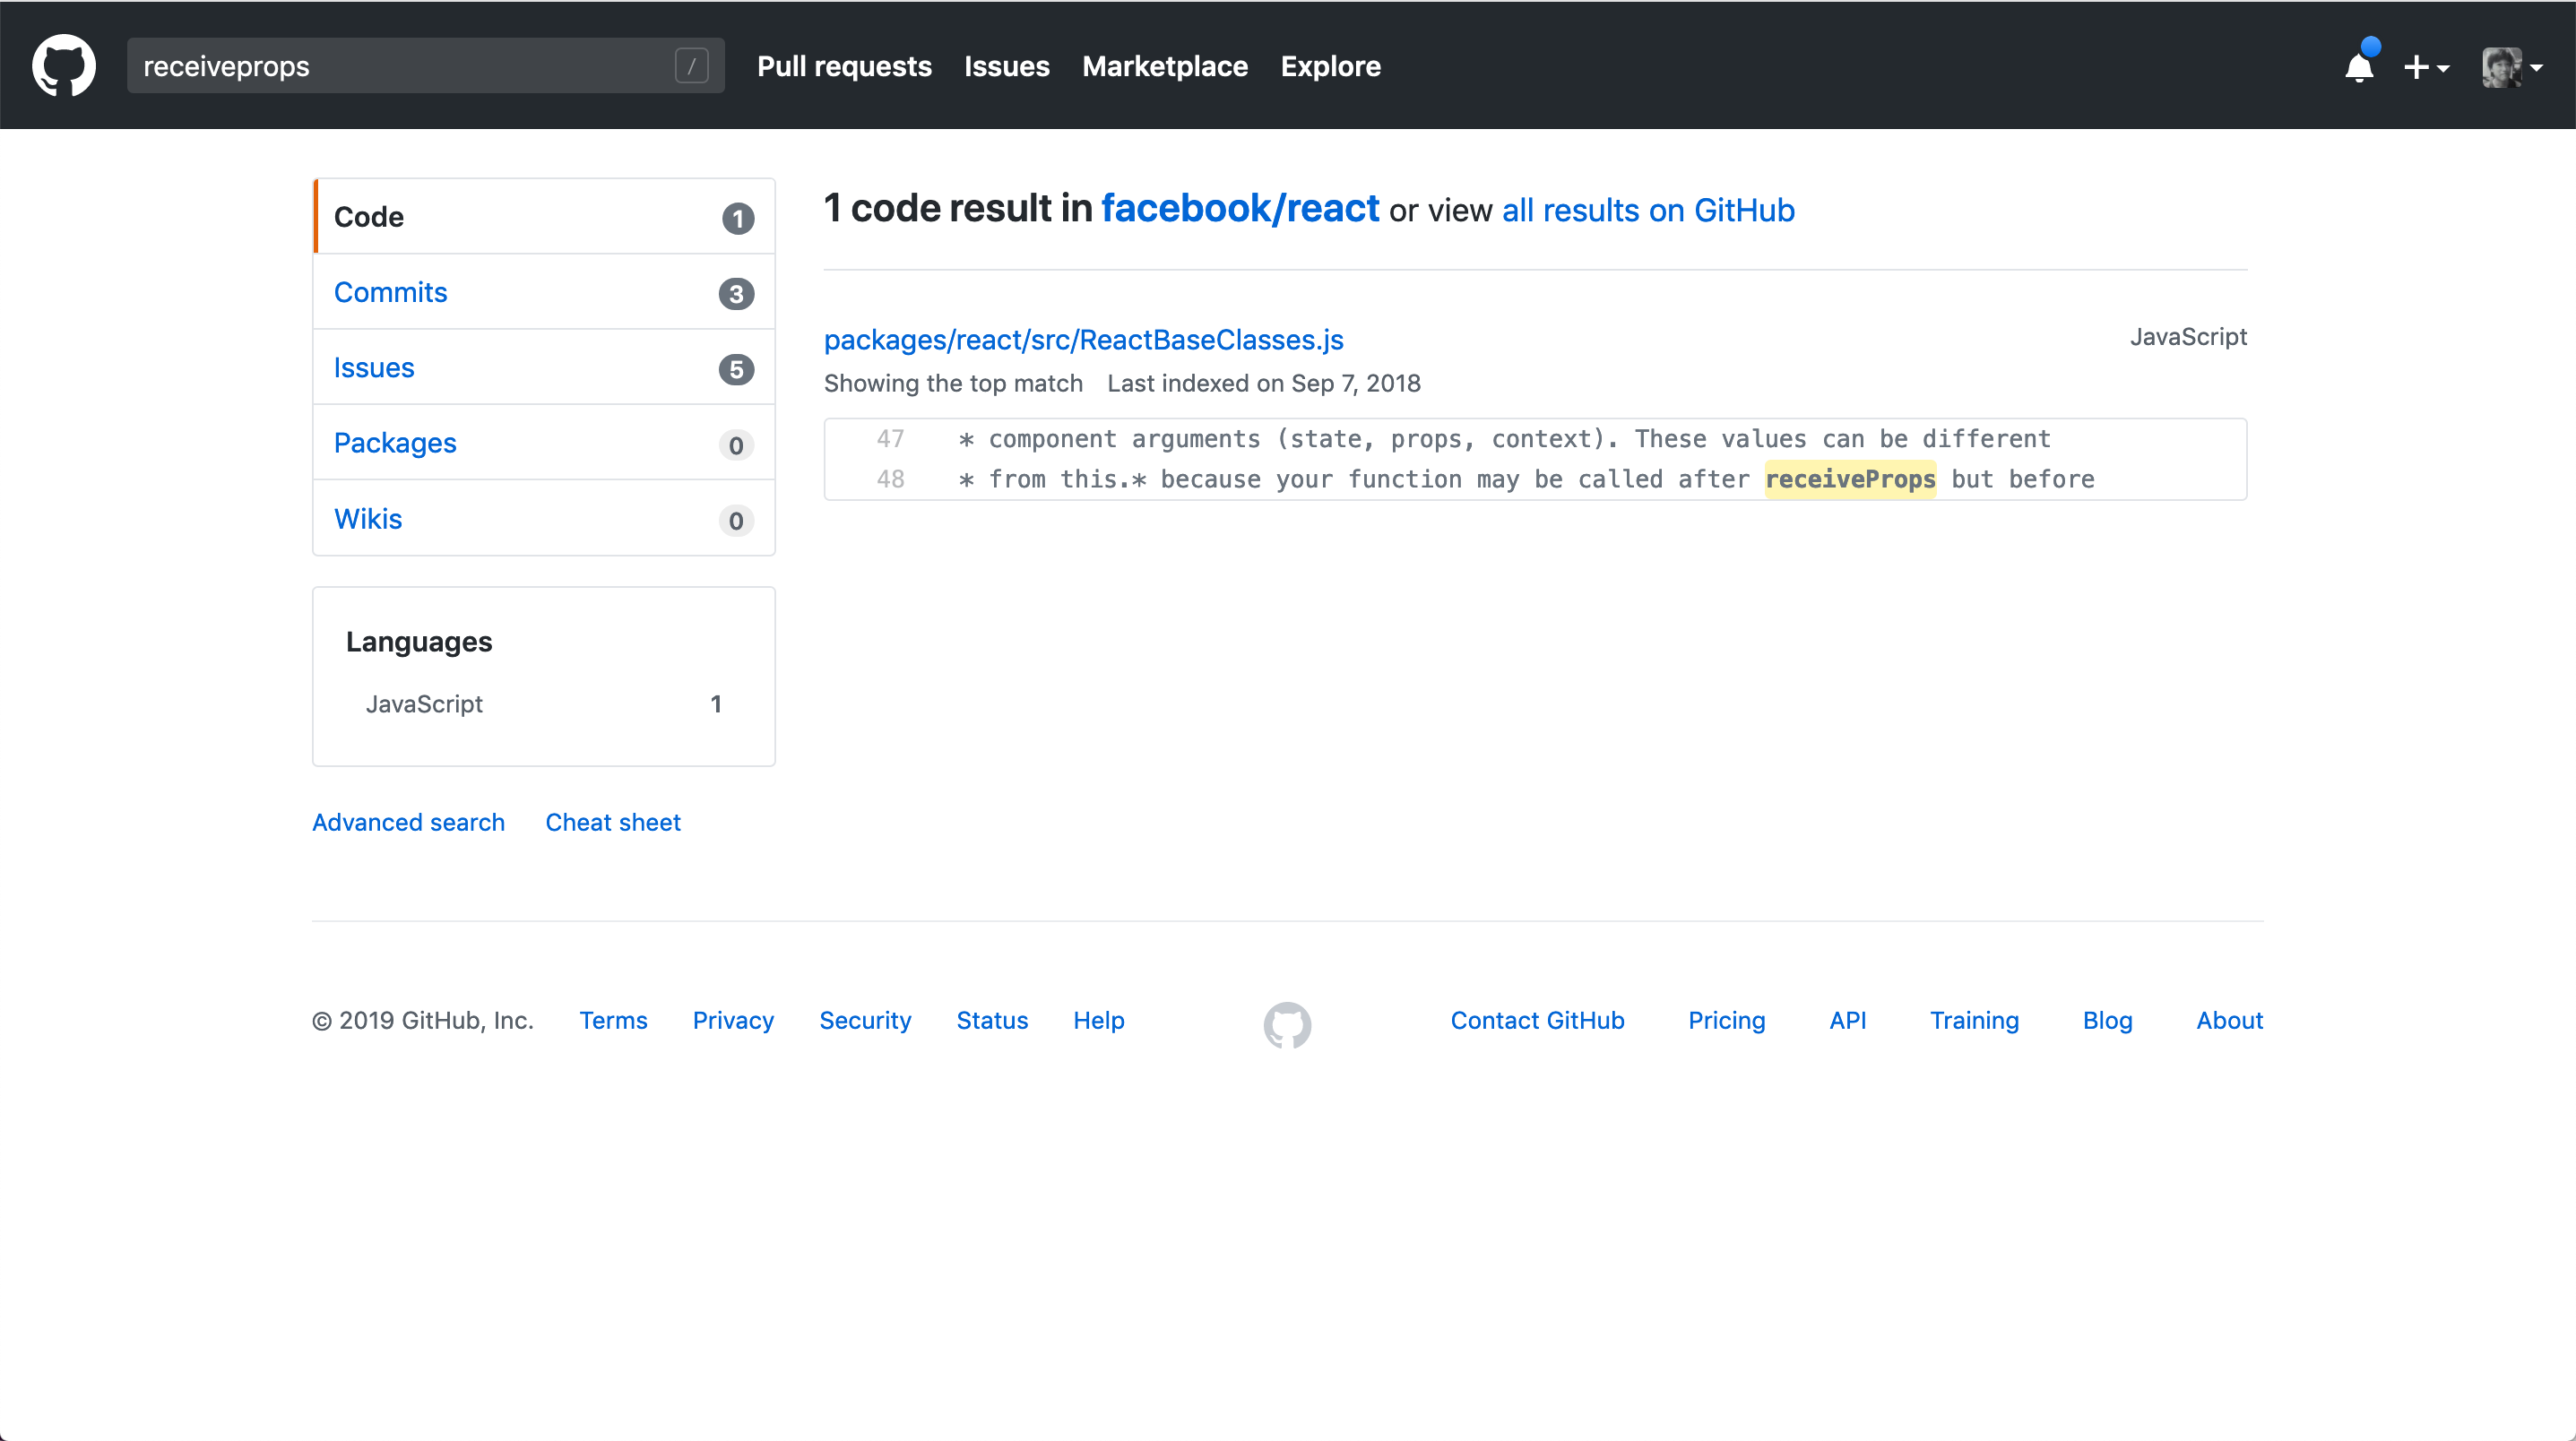 receiveprops /
Pull requests Issues Marketplace Explore
Code 1
Commits 3
Issues 5
Packages 0
Wikis 0
Languages
JavaScript 1
Advanced search Cheat sheet
1 code result in facebook/react or view all results on GitHub
packages/react/src/ReactBaseClasses.js JavaScript
Showing the top match Last indexed on Sep 7, 2018
47 * component arguments (state, props, context). These values can be different
48 * from this.* because your function may be called after receiveProps but before
© 2019 GitHub, Inc. Terms Privacy Security Status Help Contact GitHub Pricing API Training Blog About